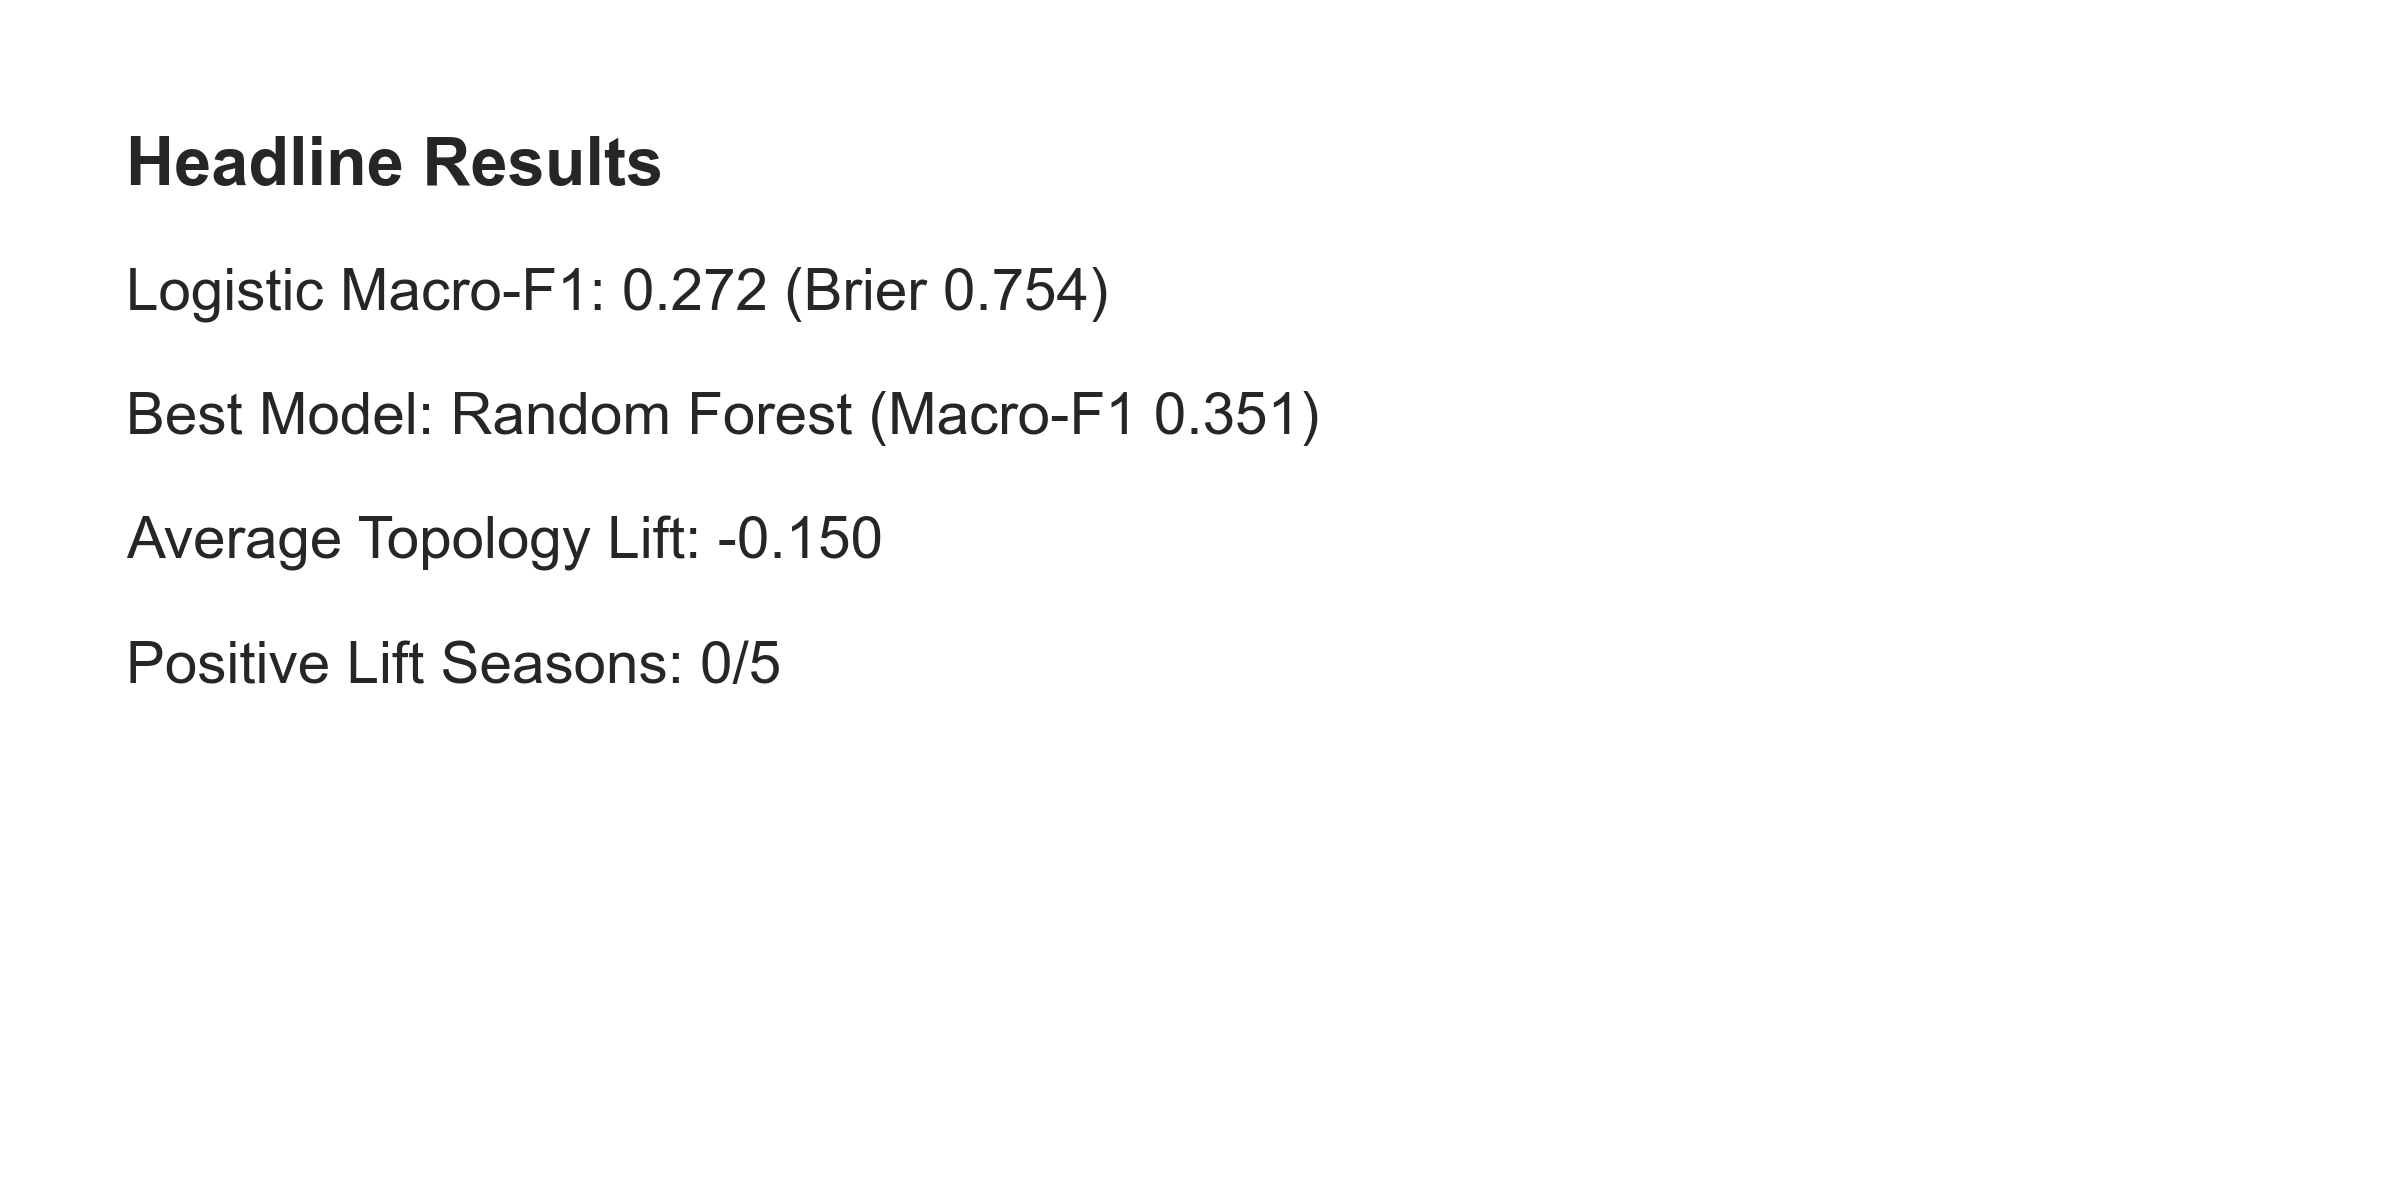 Headline Results
Logistic Macro-F1: 0.272 (Brier 0.754)
Best Model: Random Forest (Macro-F1 0.351)
Average Topology Lift: -0.150
Positive Lift Seasons: 0/5